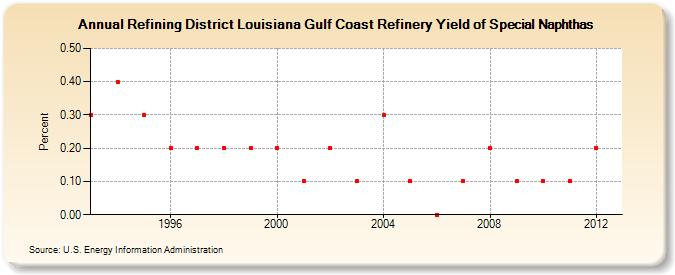 Annual Refining District Louisiana Gulf Coast Refinery Yield of Special Naphthas
Percent
0.50
0.40
0.30
0.20
0.10
0.00
1996 2000 2004 2008 2012
Source: U.S. Energy Information Administration